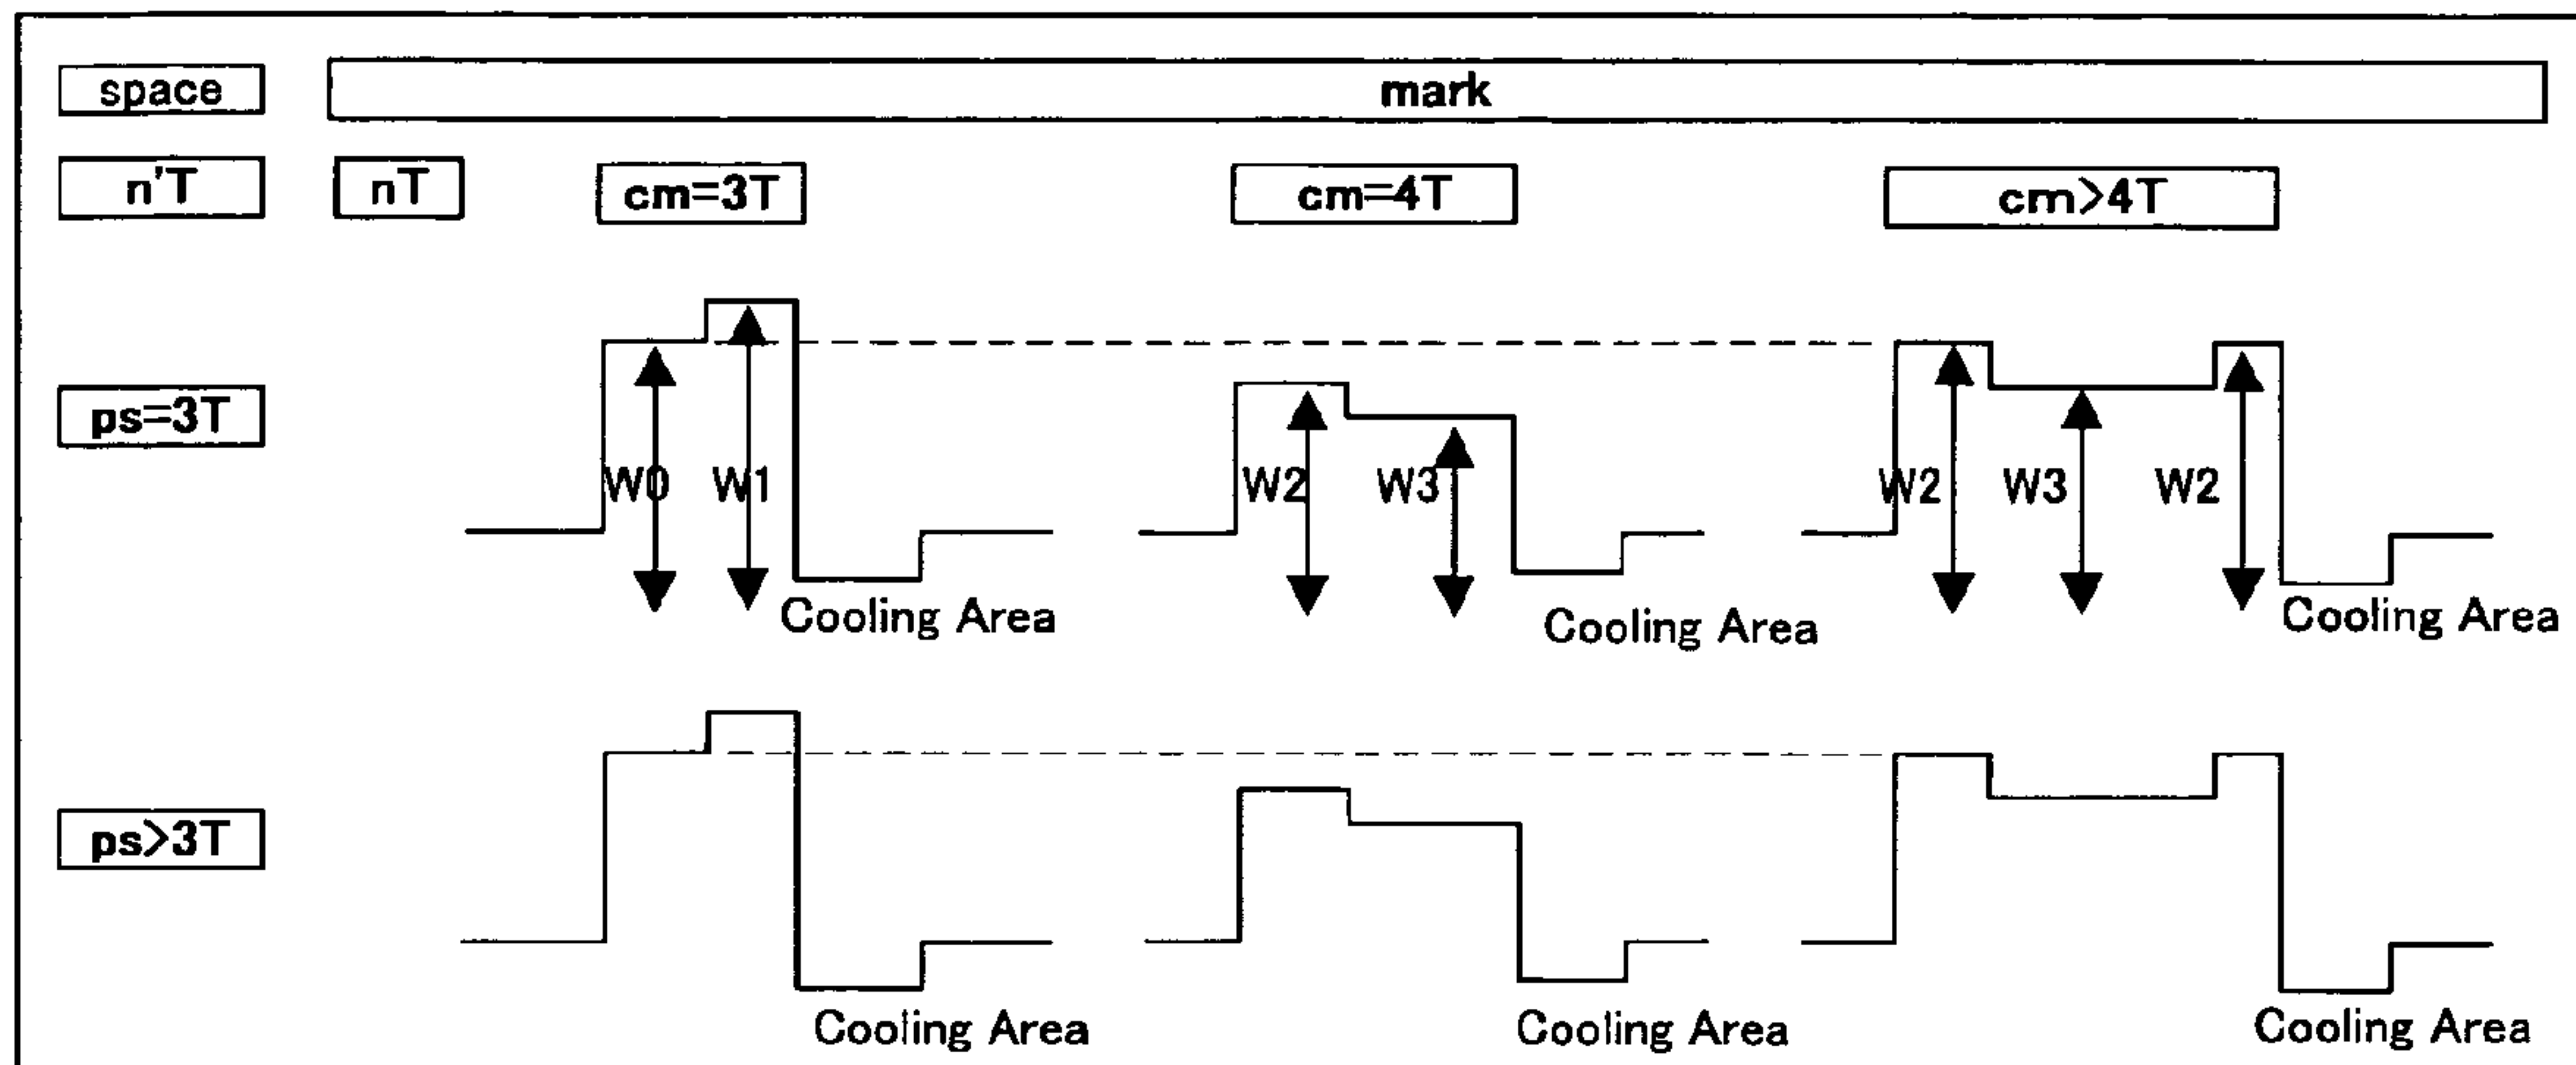 space mark
n'T nT cm=3T cm=4T cm>4T
ps=3T W0 W1 W2 W3 W2 W3 W2
Cooling Area Cooling Area Cooling Area
ps>3T
Cooling Area Cooling Area Cooling Area